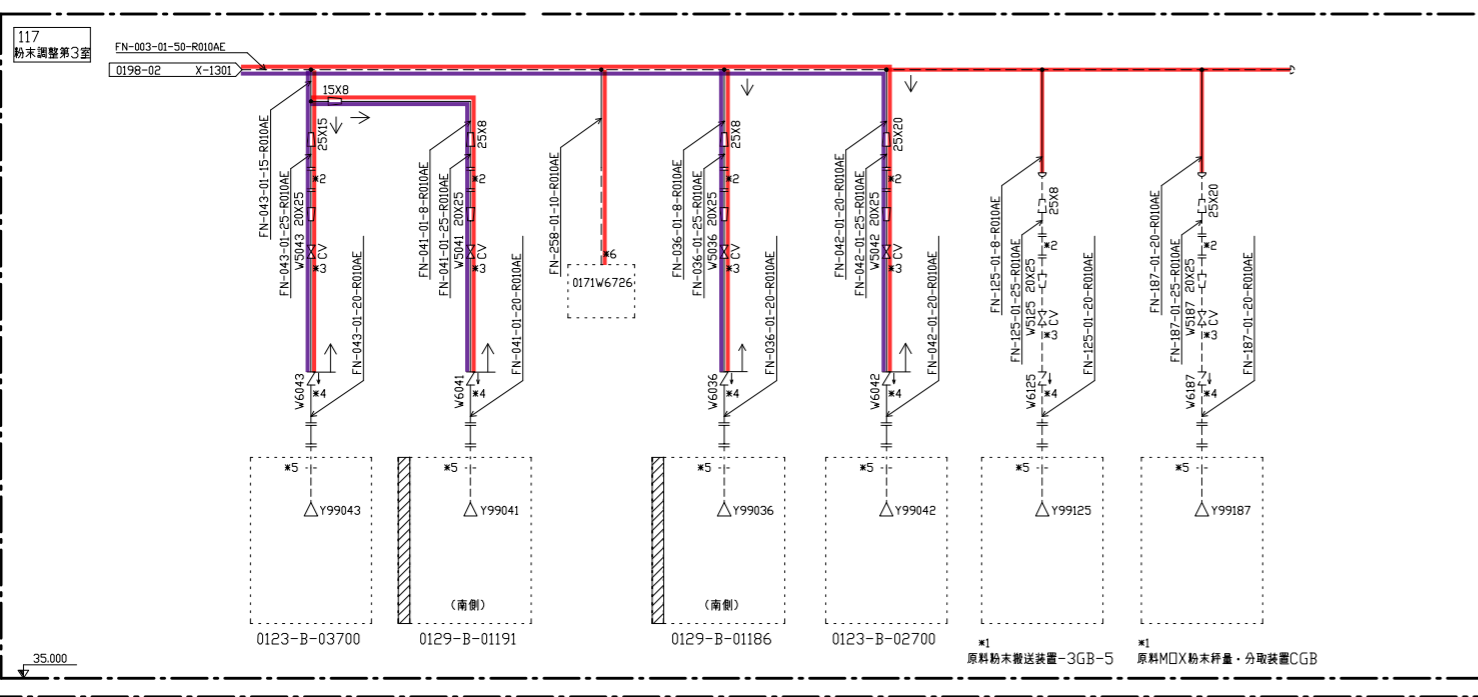 117
粉末調整第3室
FN-003-01-50-R010AE
0198-02 X-1301
15X8
FN-043-01-15-R010AE
25X15
FN-043-01-25-R010AE
※2
W5043 20X25
CV
※3
W6043
※4
FN-043-01-20-R010AE
※5
Y99043
0123-B-03700
FN-041-01-8-R010AE
25X8
FN-041-01-25-R010AE
※2
W5041 20X25
CV
※3
W6041
※4
FN-041-01-20-R010AE
※5
Y99041
(南側)
0129-B-01191
FN-258-01-10-R010AE
※6
0171W6726
FN-036-01-8-R010AE
25X8
FN-036-01-25-R010AE
※2
W5036 20X25
CV
※3
W6036
※4
FN-036-01-20-R010AE
※5
Y99036
(南側)
0129-B-01186
FN-042-01-20-R010AE
25X20
FN-042-01-25-R010AE
※2
W5042 20X25
CV
※3
W6042
※4
FN-042-01-20-R010AE
※5
Y99042
0123-B-02700
FN-125-01-8-R010AE
25X8
FN-125-01-25-R010AE
※2
W5125 20X25
CV
※3
W6125
※4
FN-125-01-20-R010AE
※5
Y99125
※1
原料粉末搬送装置-3GB-5
FN-187-01-20-R010AE
25X20
FN-187-01-25-R010AE
※2
W5187 20X25
CV
※3
W6187
※4
FN-187-01-20-R010AE
※5
Y99187
※1
原料MOX粉末秤量・分取装置CGB
35.000